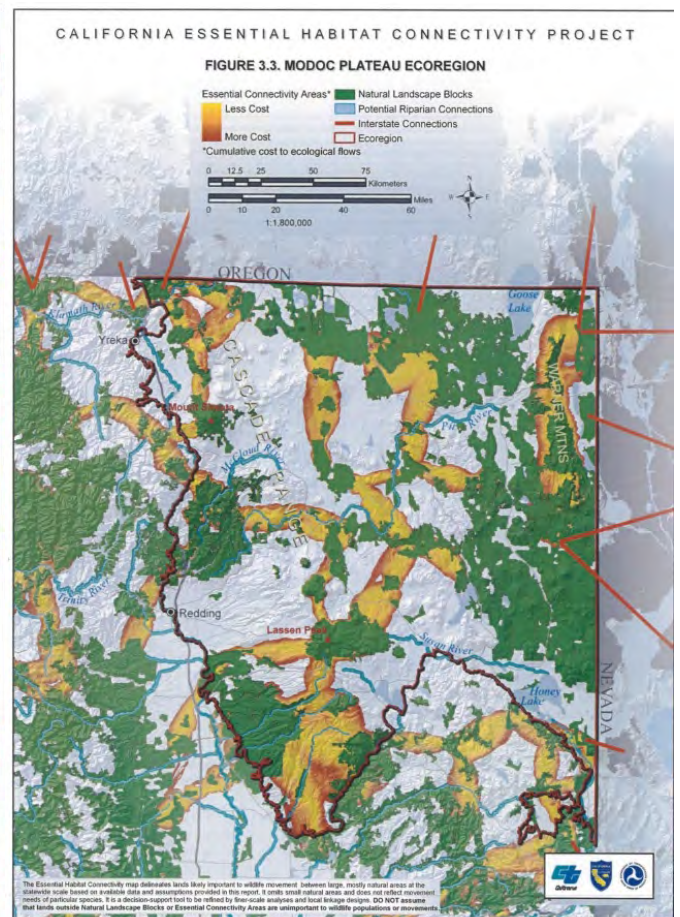 CALIFORNIA ESSENTIAL HABITAT CONNECTIVITY PROJECT
FIGURE 3.3. MODOC PLATEAU ECOREGION
Essential Connectivity Areas*
Less Cost
More Cost
Natural Landscape Blocks
Potential Riparian Connections
Interstate Connections
Ecoregion
*Cumulative cost to ecological flows
0 12.5 25 50 75
Kilometers
N
W E
S
Miles
0 10 20 40 60
1:1,800,000
OREGON
Goose
Lake
Klamath River
Yreka
CASCADE RANGE
WARNER MTNS
Mount Shasta
Pit River
McCloud River
Trinity River
Redding
Lassen Peak
Susan River
NEVADA
Honey
Lake
The Essential Habitat Connectivity map delineates lands likely important to wildlife movement between large, mostly natural areas at the
statewide scale based on available data and assumptions provided in this report. It omits small natural areas and does not reflect movement
needs of particular species. It is a decision-support tool to be refined by finer-scale analyses and local linkage designs. DO NOT assume
that lands outside Natural Landscape Blocks or Essential Connectivity Areas are unimportant to wildlife populations or movements.
Caltrans